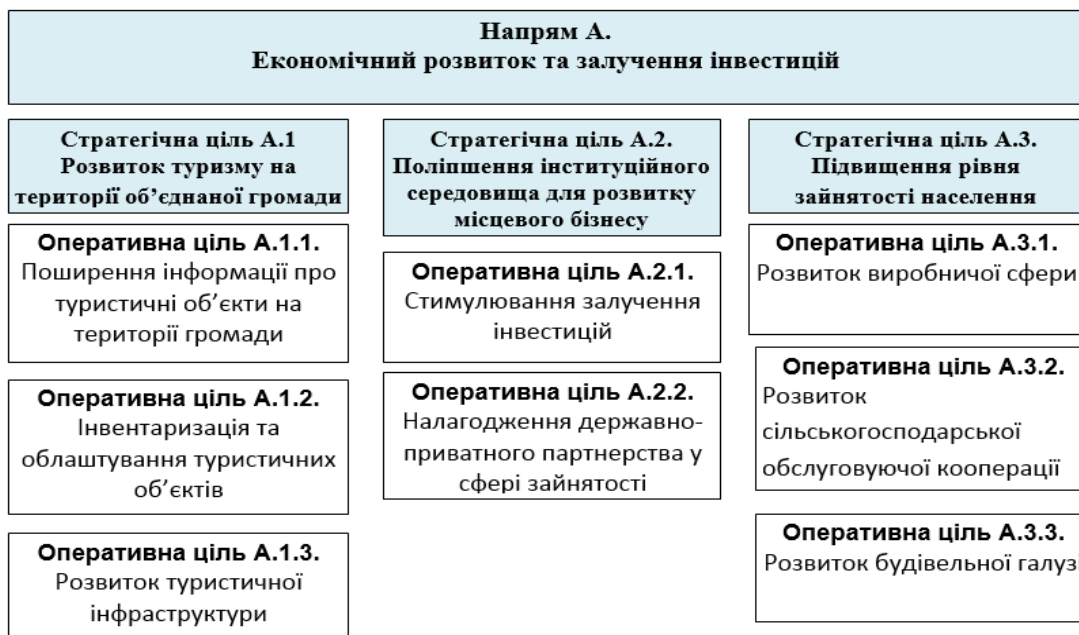 Напрям А.
Економічний розвиток та залучення інвестицій
Стратегічна ціль А.1
Розвиток туризму на
території об’єднаної громади
Оперативна ціль А.1.1.
Поширення інформації про
туристичні об’єкти на
території громади
Оперативна ціль А.1.2.
Інвентаризація та
облаштування туристичних
об’єктів
Оперативна ціль А.1.3.
Розвиток туристичної
інфраструктури
Стратегічна ціль А.2.
Поліпшення інституційного
середовища для розвитку
місцевого бізнесу
Оперативна ціль А.2.1.
Стимулювання залучення
інвестицій
Оперативна ціль А.2.2.
Налагодження державно-
приватного партнерства у
сфері зайнятості
Стратегічна ціль А.3.
Підвищення рівня
зайнятості населення
Оперативна ціль А.3.1.
Розвиток виробничої сфери
Оперативна ціль А.3.2.
Розвиток
сільськогосподарської
обслуговуючої кооперації
Оперативна ціль А.3.3.
Розвиток будівельної галузі